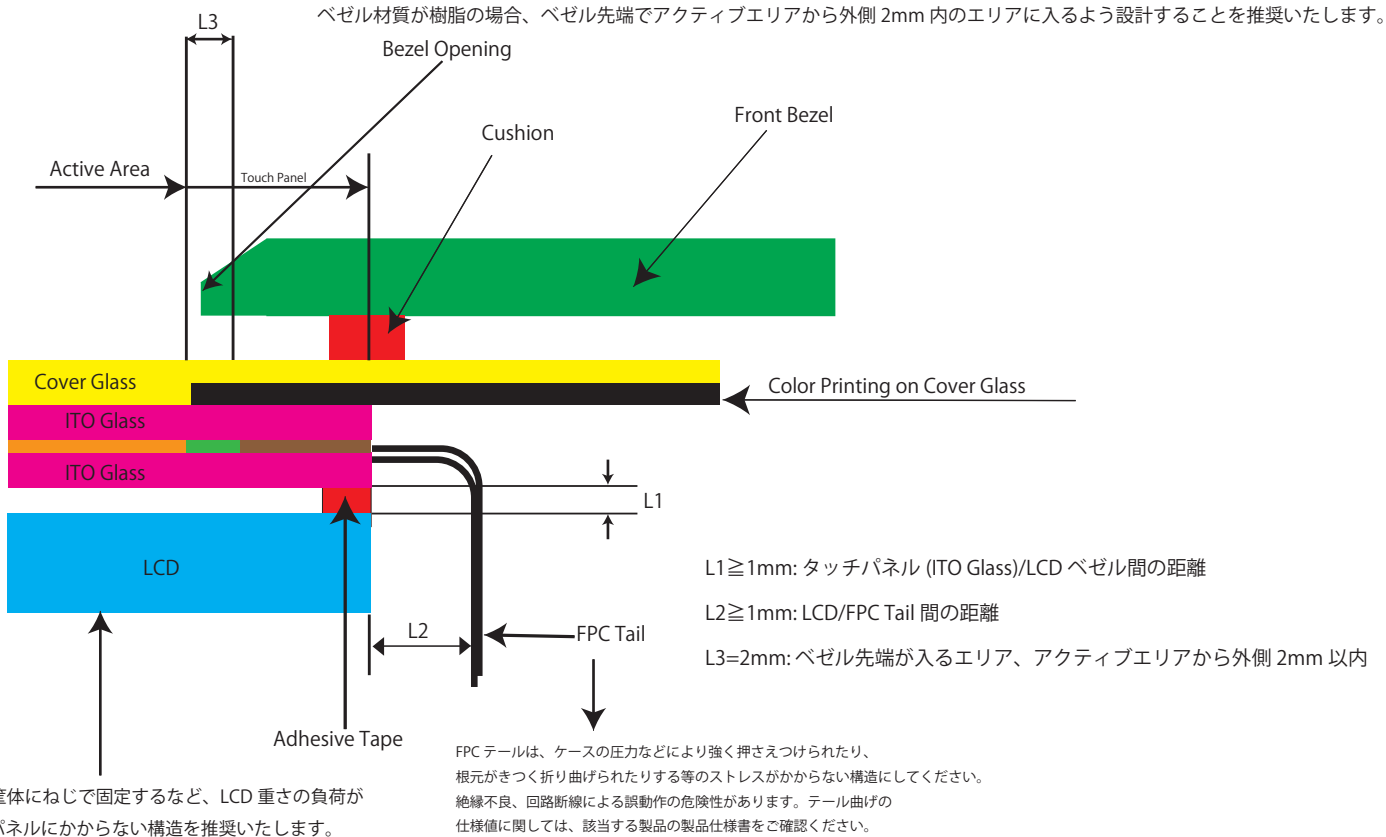 ベゼル材質が樹脂の場合、ベゼル先端でアクティブエリアから外側 2mm 内のエリアに入るよう設計することを推奨いたします。
L3
Bezel Opening
Front Bezel
Cushion
Active Area
Touch Panel
Cover Glass
Color Printing on Cover Glass
ITO Glass
ITO Glass
L1
LCD
L1≧1mm: タッチパネル (ITO Glass)/LCD ベゼル間の距離
L2≧1mm: LCD/FPC Tail 間の距離
L2
FPC Tail
L3=2mm: ベゼル先端が入るエリア、アクティブエリアから外側 2mm 以内
Adhesive Tape
FPC テールは、ケースの圧力などにより強く押さえつけられたり、
根元がきつく折り曲げられたりする等のストレスがかからない構造にしてください。
絶縁不良、回路断線による誤動作の危険性があります。テール曲げの
仕様値に関しては、該当する製品の製品仕様書をご確認ください。
体にねじで固定するなど、LCD 重さの負荷が
パネルにかからない構造を推奨いたします。